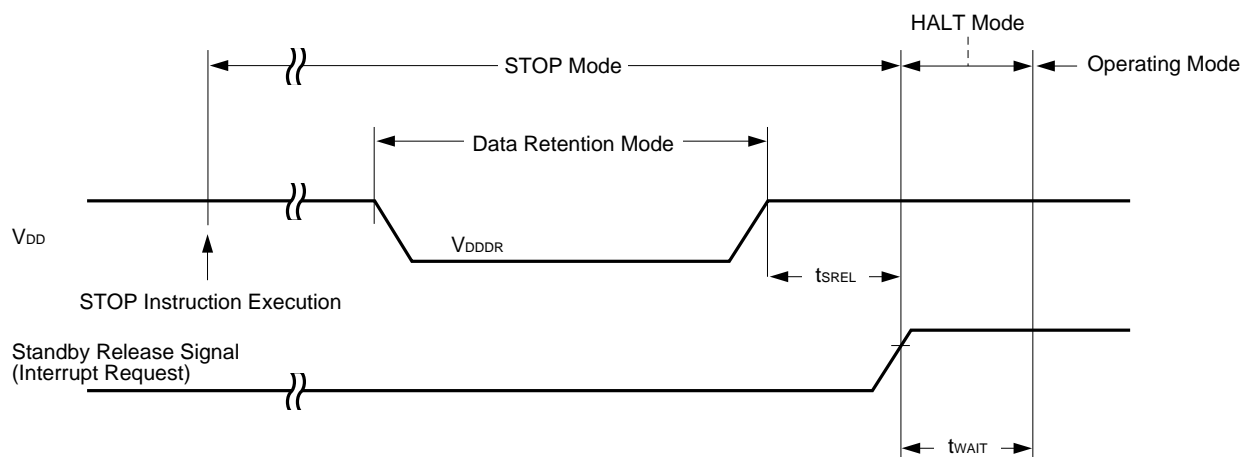 HALT Mode
STOP Mode
Operating Mode
Data Retention Mode
VDD
VDDDR
tSREL
STOP Instruction Execution
Standby Release Signal
(Interrupt Request)
tWAIT